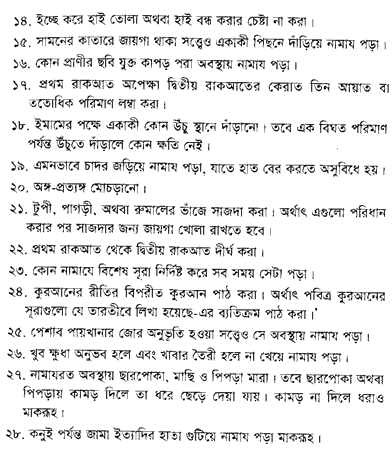 ১৪. ইচ্ছে করে হাই তোলা অথবা হাই বন্ধ করার চেষ্টা না করা।
১৫. সামনের কাতারে জায়গা থাকা সত্ত্বেও একাকী পিছনে দাঁড়িয়ে নামায পড়া।
১৬. কোন প্রাণীর ছবি যুক্ত কাপড় পরা অবস্থায় নামায পড়া।
১৭. প্রথম রাকআত অপেক্ষা দ্বিতীয় রাকআতের কেরাত তিন আয়াত বা
ততোধিক পরিমাণ লম্বা করা।
১৮. ইমামের পক্ষে একাকী কোন উঁচু স্থানে দাঁড়ানো। তবে এক বিঘত পরিমাণ
পর্যন্ত উঁচুতে দাঁড়ালে কোন ক্ষতি নেই।
১৯. এমনভাবে চাদর জড়িয়ে নামায পড়া, যাতে হাত বের করতে অসুবিধে হয়।
২০. অঙ্গ-প্রত্যঙ্গ মোচড়ানো।
২১. টুপী, পাগড়ী, অথবা রুমালের ভাঁজে সাজদা করা। অর্থাৎ এগুলো পরিধান
করার পর সাজদার জন্য জায়গা খোলা রাখতে হবে।
২২. প্রথম রাকআত থেকে দ্বিতীয় রাকআত দীর্ঘ করা।
২৩. কোন নামাযে বিশেষ সূরা নির্দিষ্ট করে সব সময় সেটা পড়া।
২৪. কুরআনের রীতির বিপরীত কুরআন পাঠ করা। অর্থাৎ পবিত্র কুরআনের
সূরাগুলো যে তারতীবে লিখা হয়েছে-এর ব্যতিক্রম পাঠ করা।'
২৫. পেশাব পায়খানার জোর অনুভূতি হওয়া সত্ত্বেও সে অবস্থায় নামায পড়া।
২৬. খুব ক্ষুধা অনুভব হলে এবং খাবার তৈরী হলে না খেয়ে নামায পড়া।
২৭. নামাযরত অবস্থায় ছারপোকা, মাছি ও পিপড়া মারা। তবে ছারপোকা অথবা
পিপড়ায় কামড় দিলে তা ধরে ছেড়ে দেয়া যায়। কামড় না দিলে ধরাও
মাকরূহ।
২৮. কনুই পর্যন্ত জামা ইত্যাদির হাতা গুটিয়ে নামায পড়া মাকরূহ।